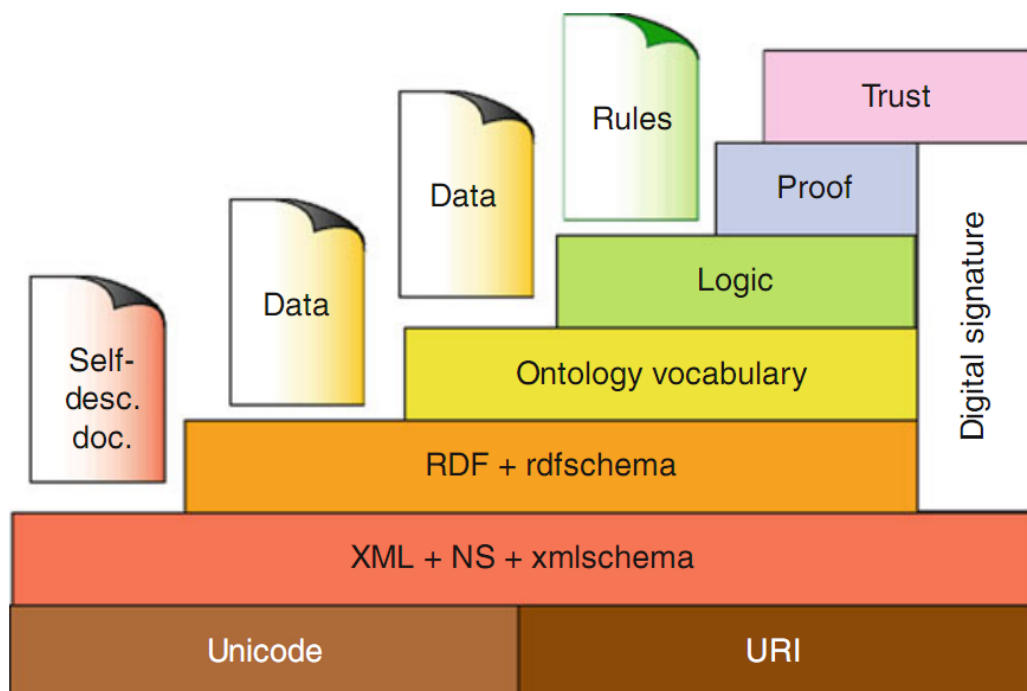 Trust
Rules
Proof
Data
Logic
Digital signature
Data
Ontology vocabulary
Self-
desc.
doc.
RDF + rdfschema
XML + NS + xmlschema
Unicode
URI